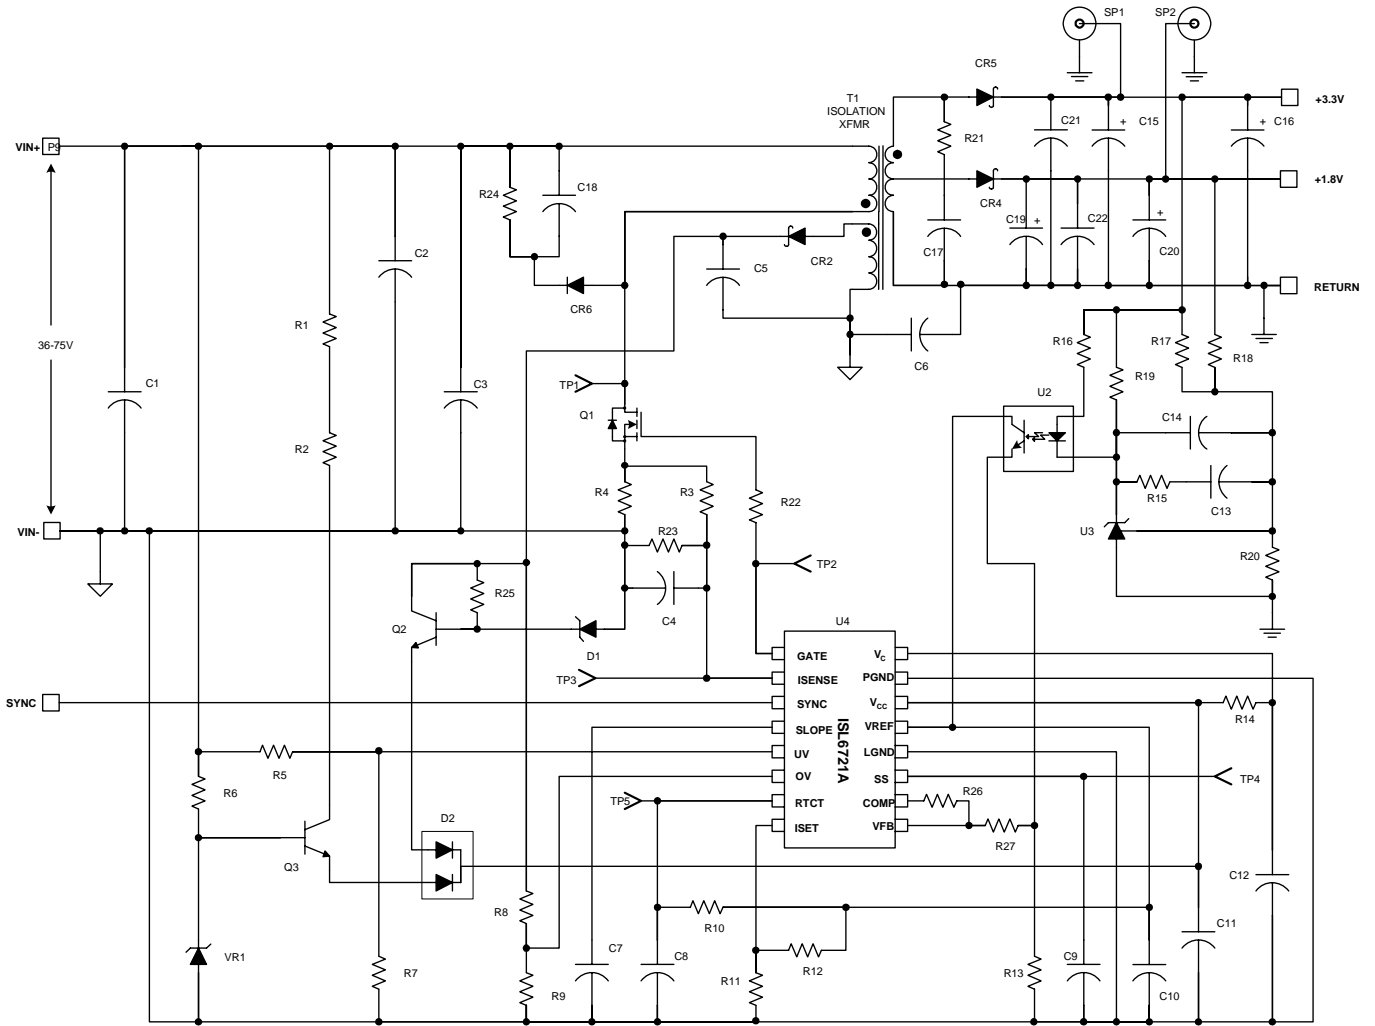 SP1
SP2
CR5
T1
ISOLATION
XFMR
+3.3V
R21
C21
+
C15
+
C16
VIN+
P9
R24
C18
+1.8V
CR4
C19
+
C22
+
C20
C17
C2
C5
CR2
CR6
RETURN
R1
36-75V
C6
R16
R17
R18
C1
C3
TP1
Q1
R19
U2
C14
R2
R4
R3
R22
R15
C13
VIN-
R23
U3
TP2
R20
R25
C4
Q2
D1
U4
TP3
GATE
VC
ISENSE
PGND
SYNC
SYNC
VCC
R14
SLOPE
VREF
UV
LGND
OV
SS
RTCT
COMP
ISET
VFB
ISL6721A
R5
R6
TP4
TP5
R26
R27
D2
Q3
C12
R8
R10
C11
VR1
R7
C7
C8
R12
C9
R9
R11
R13
C10